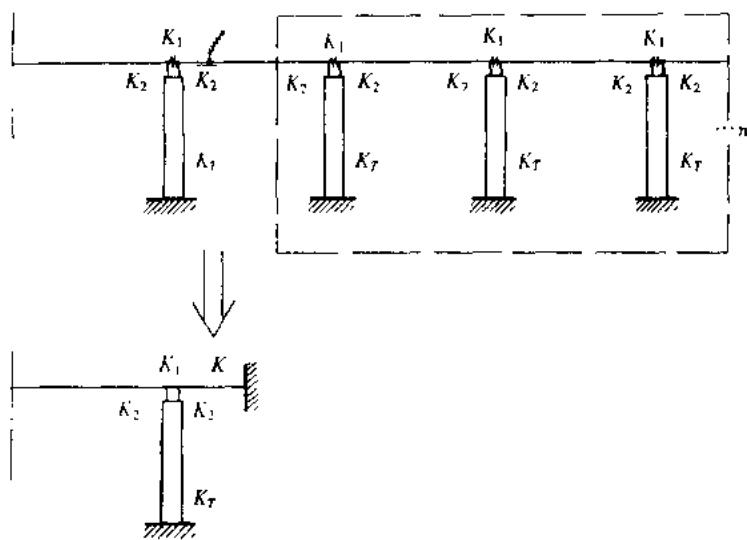 K₁ K₁ K₁ K₁
K₂ K₂ K₂ K₂ K₂ K₂ K₂ K₂
n
K_T K_T K_T K_T
K₁ K
K₂ K₂
K_T